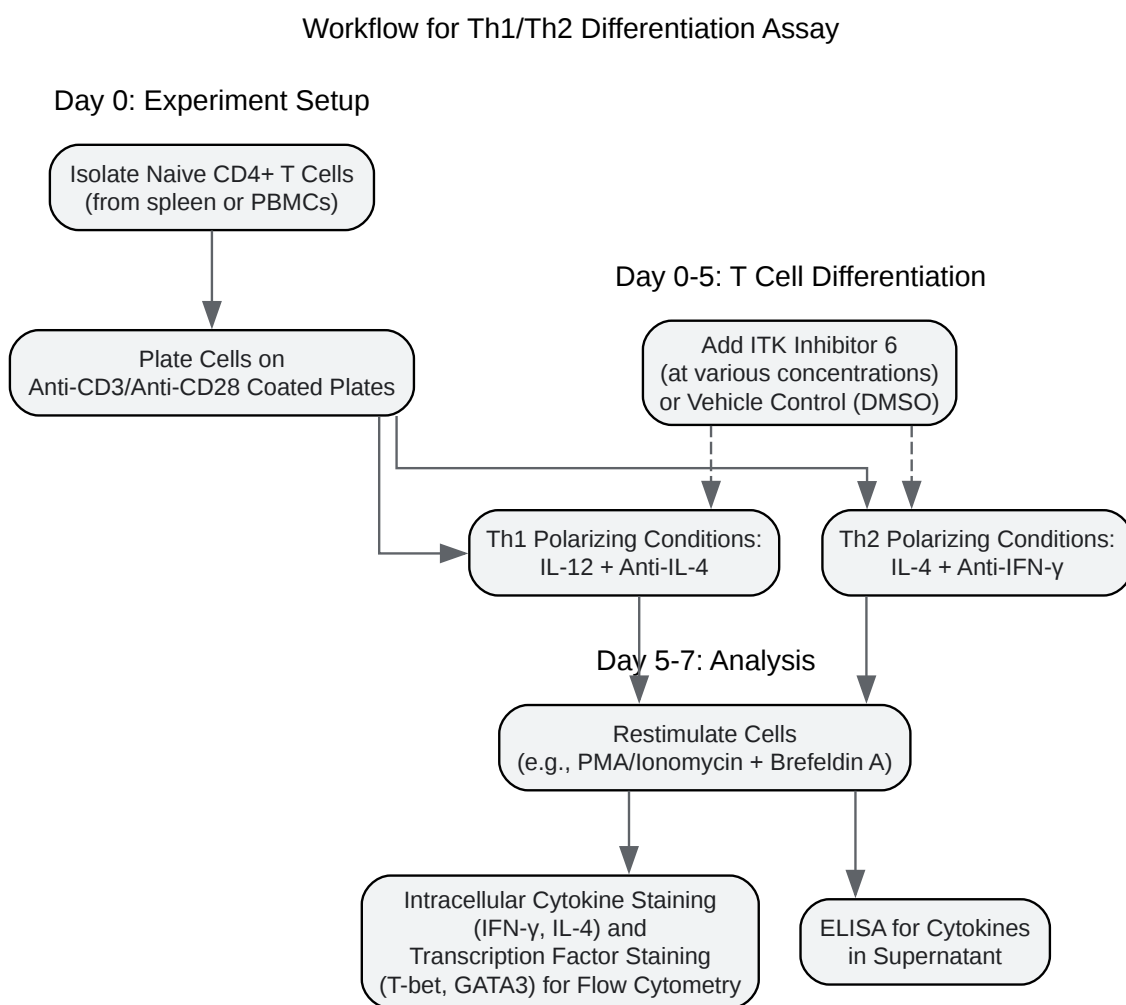 Workflow for Th1/Th2 Differentiation Assay
Day 0: Experiment Setup
Isolate Naive CD4+ T Cells
(from spleen or PBMCs)
Day 0-5: T Cell Differentiation
Plate Cells on
Anti-CD3/Anti-CD28 Coated Plates
Add ITK Inhibitor 6
(at various concentrations)
or Vehicle Control (DMSO)
Th1 Polarizing Conditions:
IL-12 + Anti-IL-4
Th2 Polarizing Conditions:
IL-4 + Anti-IFN-γ
Day 5-7: Analysis
Restimulate Cells
(e.g., PMA/Ionomycin + Brefeldin A)
Intracellular Cytokine Staining
(IFN-γ, IL-4) and
Transcription Factor Staining
(T-bet, GATA3) for Flow Cytometry
ELISA for Cytokines
in Supernatant